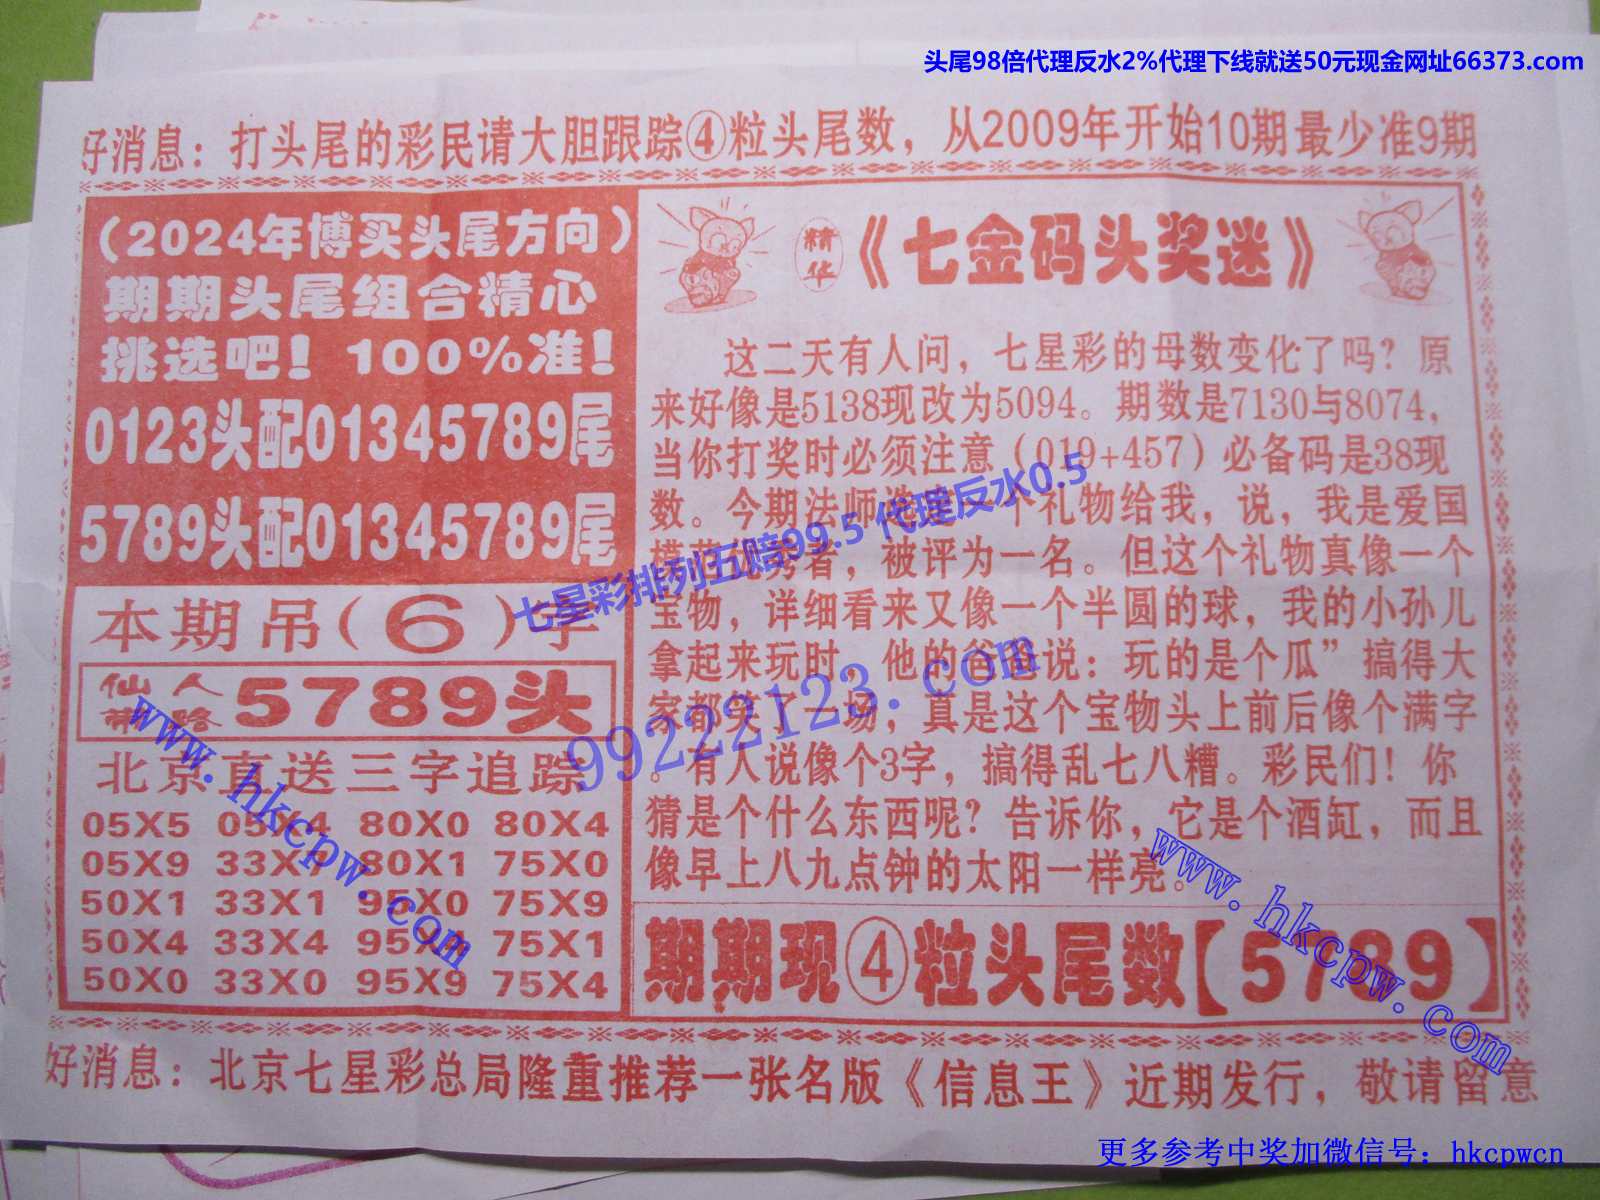 头尾98倍代理反水2%代理下线就送50元现金网址66373.com
好消息：打头尾的彩民请大胆跟踪④粒头尾数，从2009年开始10期最少准9期
（2024年博买头尾方向）
期期头尾组合精心
挑选吧！100%准！
0123头配01345789尾
5789头配01345789尾
本期吊（6）字
仙人
带路 5789头
北京直送三字追踪
05X5 05X4 80X0 80X4
05X9 33X7 80X1 75X0
50X1 33X1 95X0 75X9
50X4 33X4 95X4 75X1
50X0 33X0 95X9 75X4
精华《七金码头奖迷》
这二天有人问，七星彩的母数变化了吗？原
来好像是5138现改为5094。期数是7130与8074，
当你打奖时必须注意（019+457）必备码是38现
数。今期法师选送一个礼物给我，说，我是爱国
模范优秀者，被评为一名。但这个礼物真像一个
宝物，详细看来又像一个半圆的球，我的小孙儿
拿起来玩时，他的爸爸说：玩的是个瓜”搞得大
家都笑了一场；真是这个宝物头上前后像个满字
。有人说像个3字，搞得乱七八糟。彩民们！你
猜是个什么东西呢？告诉你，它是个酒缸，而且
像早上八九点钟的太阳一样亮。
期期现④粒头尾数【5789】
好消息：北京七星彩总局隆重推荐一张名版《信息王》近期发行，敬请留意
七星彩排列五赔99.5 代理反水0.5
99222123.com
www.hkcpw.com
www.hkcpw.com
更多参考中奖加微信号：hkcpwcn